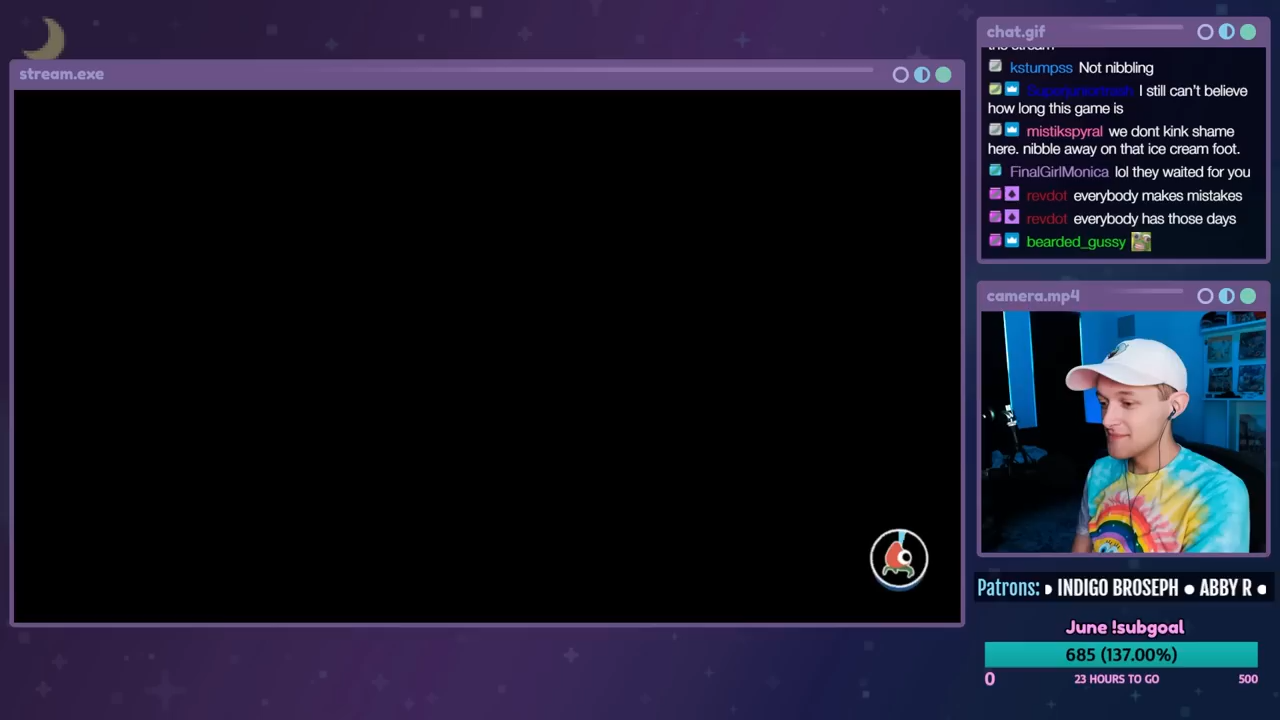 stream.exe
chat.gif
the stream
kstumpss Not nibbling
I still can't believe
how long this game is
mistikspyral we dont kink shame
here. nibble away on that ice cream foot.
FinalGirlMonica lol they waited for you
revdot everybody makes mistakes
revdot everybody has those days
bearded_gussy
camera.mp4
Patrons: INDIGO BROSEPH • ABBY R •
June !subgoal
685 (137.00%)
0 23 HOURS TO GO 500